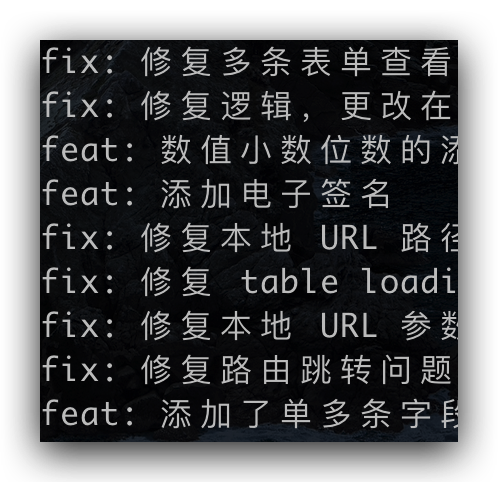 fix: 修复多条表单查看
fix: 修复逻辑，更改在
feat: 数值小数位数的添
feat: 添加电子签名
fix: 修复本地 URL 路径
fix: 修复 table loadi
fix: 修复本地 URL 参数
fix: 修复路由跳转问题
feat: 添加了单多条字段